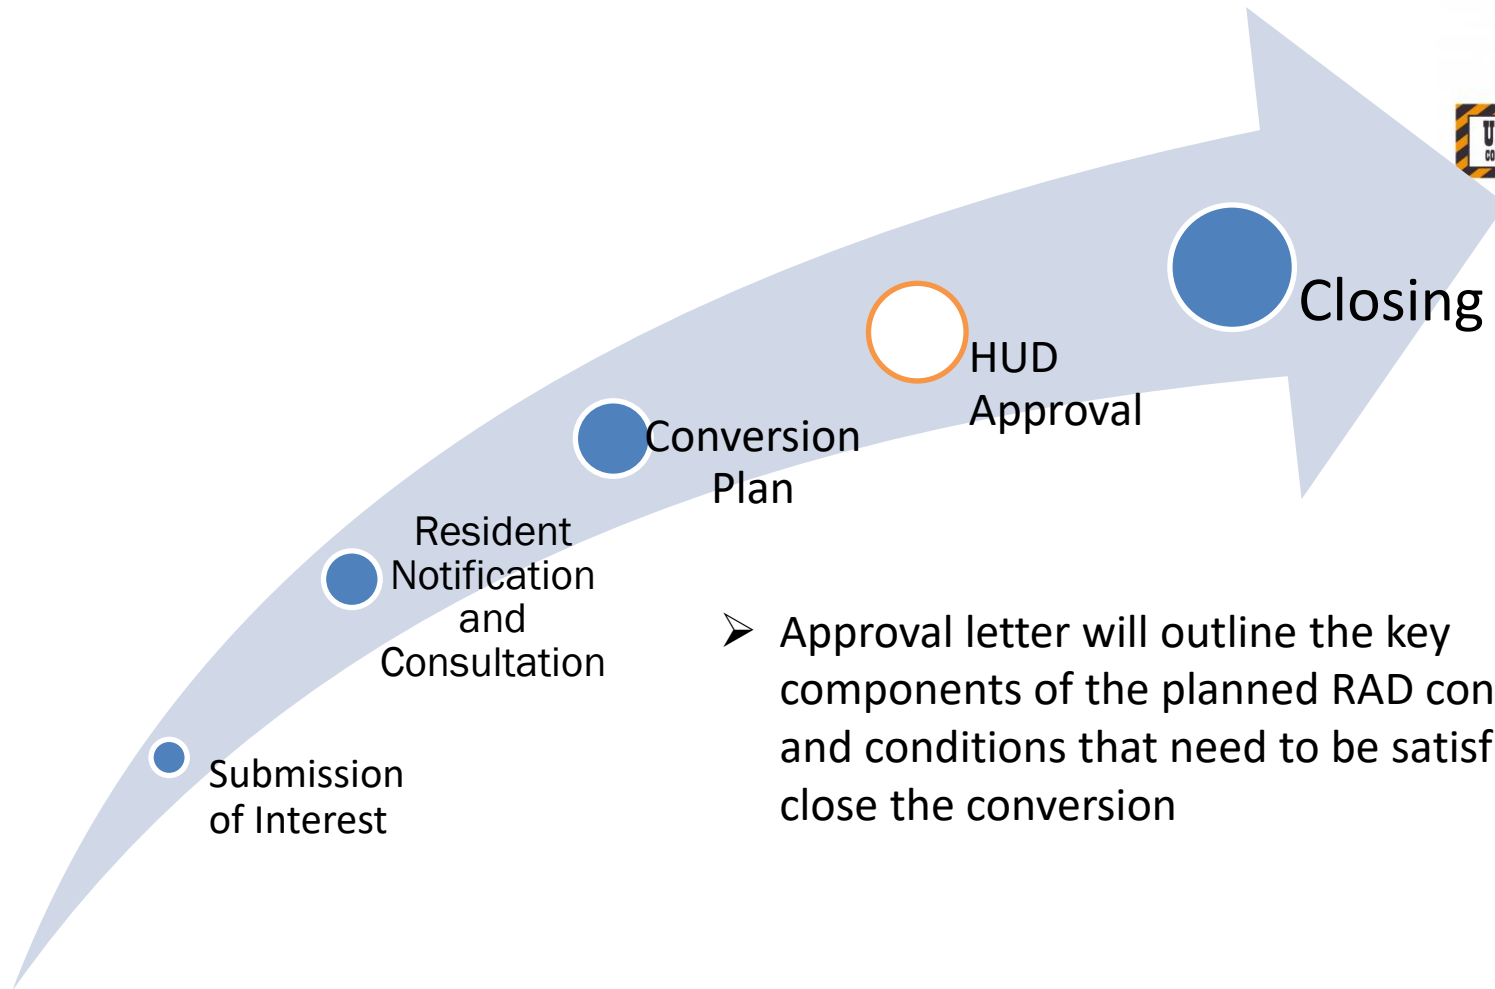 Closing
HUD
Approval
Conversion
Plan
Resident
Notification
and
Consultation
Submission
of Interest
➢ Approval letter will outline the key
components of the planned RAD con
and conditions that need to be satisf
close the conversion